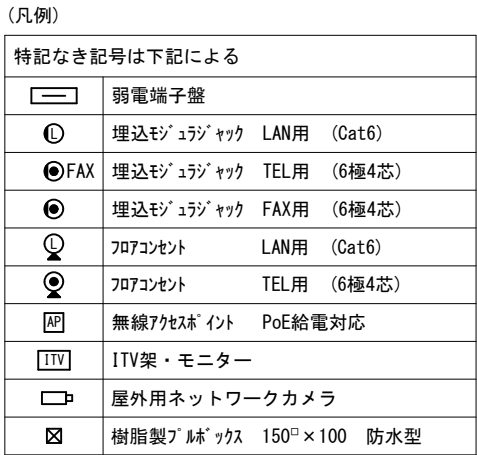 (凡例)
特記なき記号は下記による
弱電端子盤
L 埋込ﾓｼﾞｭﾗｼﾞｬｯｸ LAN用 (Cat6)
FAX 埋込ﾓｼﾞｭﾗｼﾞｬｯｸ TEL用 (6極4芯)
埋込ﾓｼﾞｭﾗｼﾞｬｯｸ FAX用 (6極4芯)
L ﾌﾛｱｺﾝｾﾝﾄ LAN用 (Cat6)
ﾌﾛｱｺﾝｾﾝﾄ TEL用 (6極4芯)
AP 無線ｱｸｾｽﾎﾟｲﾝﾄ PoE給電対応
ITV ITV架・モニター
屋外用ネットワークカメラ
樹脂製ﾌﾟﾙﾎﾞｯｸｽ 150□×100 防水型